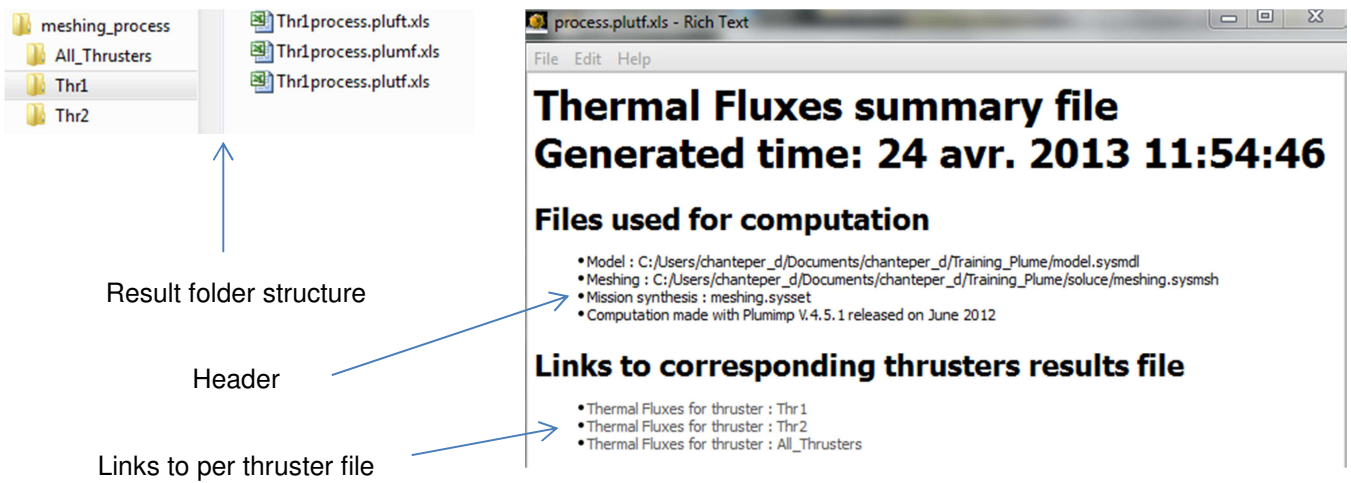 meshing_process
All_Thrusters
Thr1
Thr2
Thr1process.pluft.xls
Thr1process.plumf.xls
Thr1process.plutf.xls
Result folder structure
Header
Links to per thruster file
process.plutf.xls - Rich Text
File Edit Help
Thermal Fluxes summary file
Generated time: 24 avr. 2013 11:54:46
Files used for computation
• Model : C:/Users/chanteper_d/Documents/chanteper_d/Training_Plume/model.sysmdl
• Meshing : C:/Users/chanteper_d/Documents/chanteper_d/Training_Plume/soluce/meshing.sysmsh
• Mission synthesis : meshing.sysset
• Computation made with Plumimp V.4.5.1 released on June 2012
Links to corresponding thrusters results file
• Thermal Fluxes for thruster : Thr1
• Thermal Fluxes for thruster : Thr2
• Thermal Fluxes for thruster : All_Thrusters